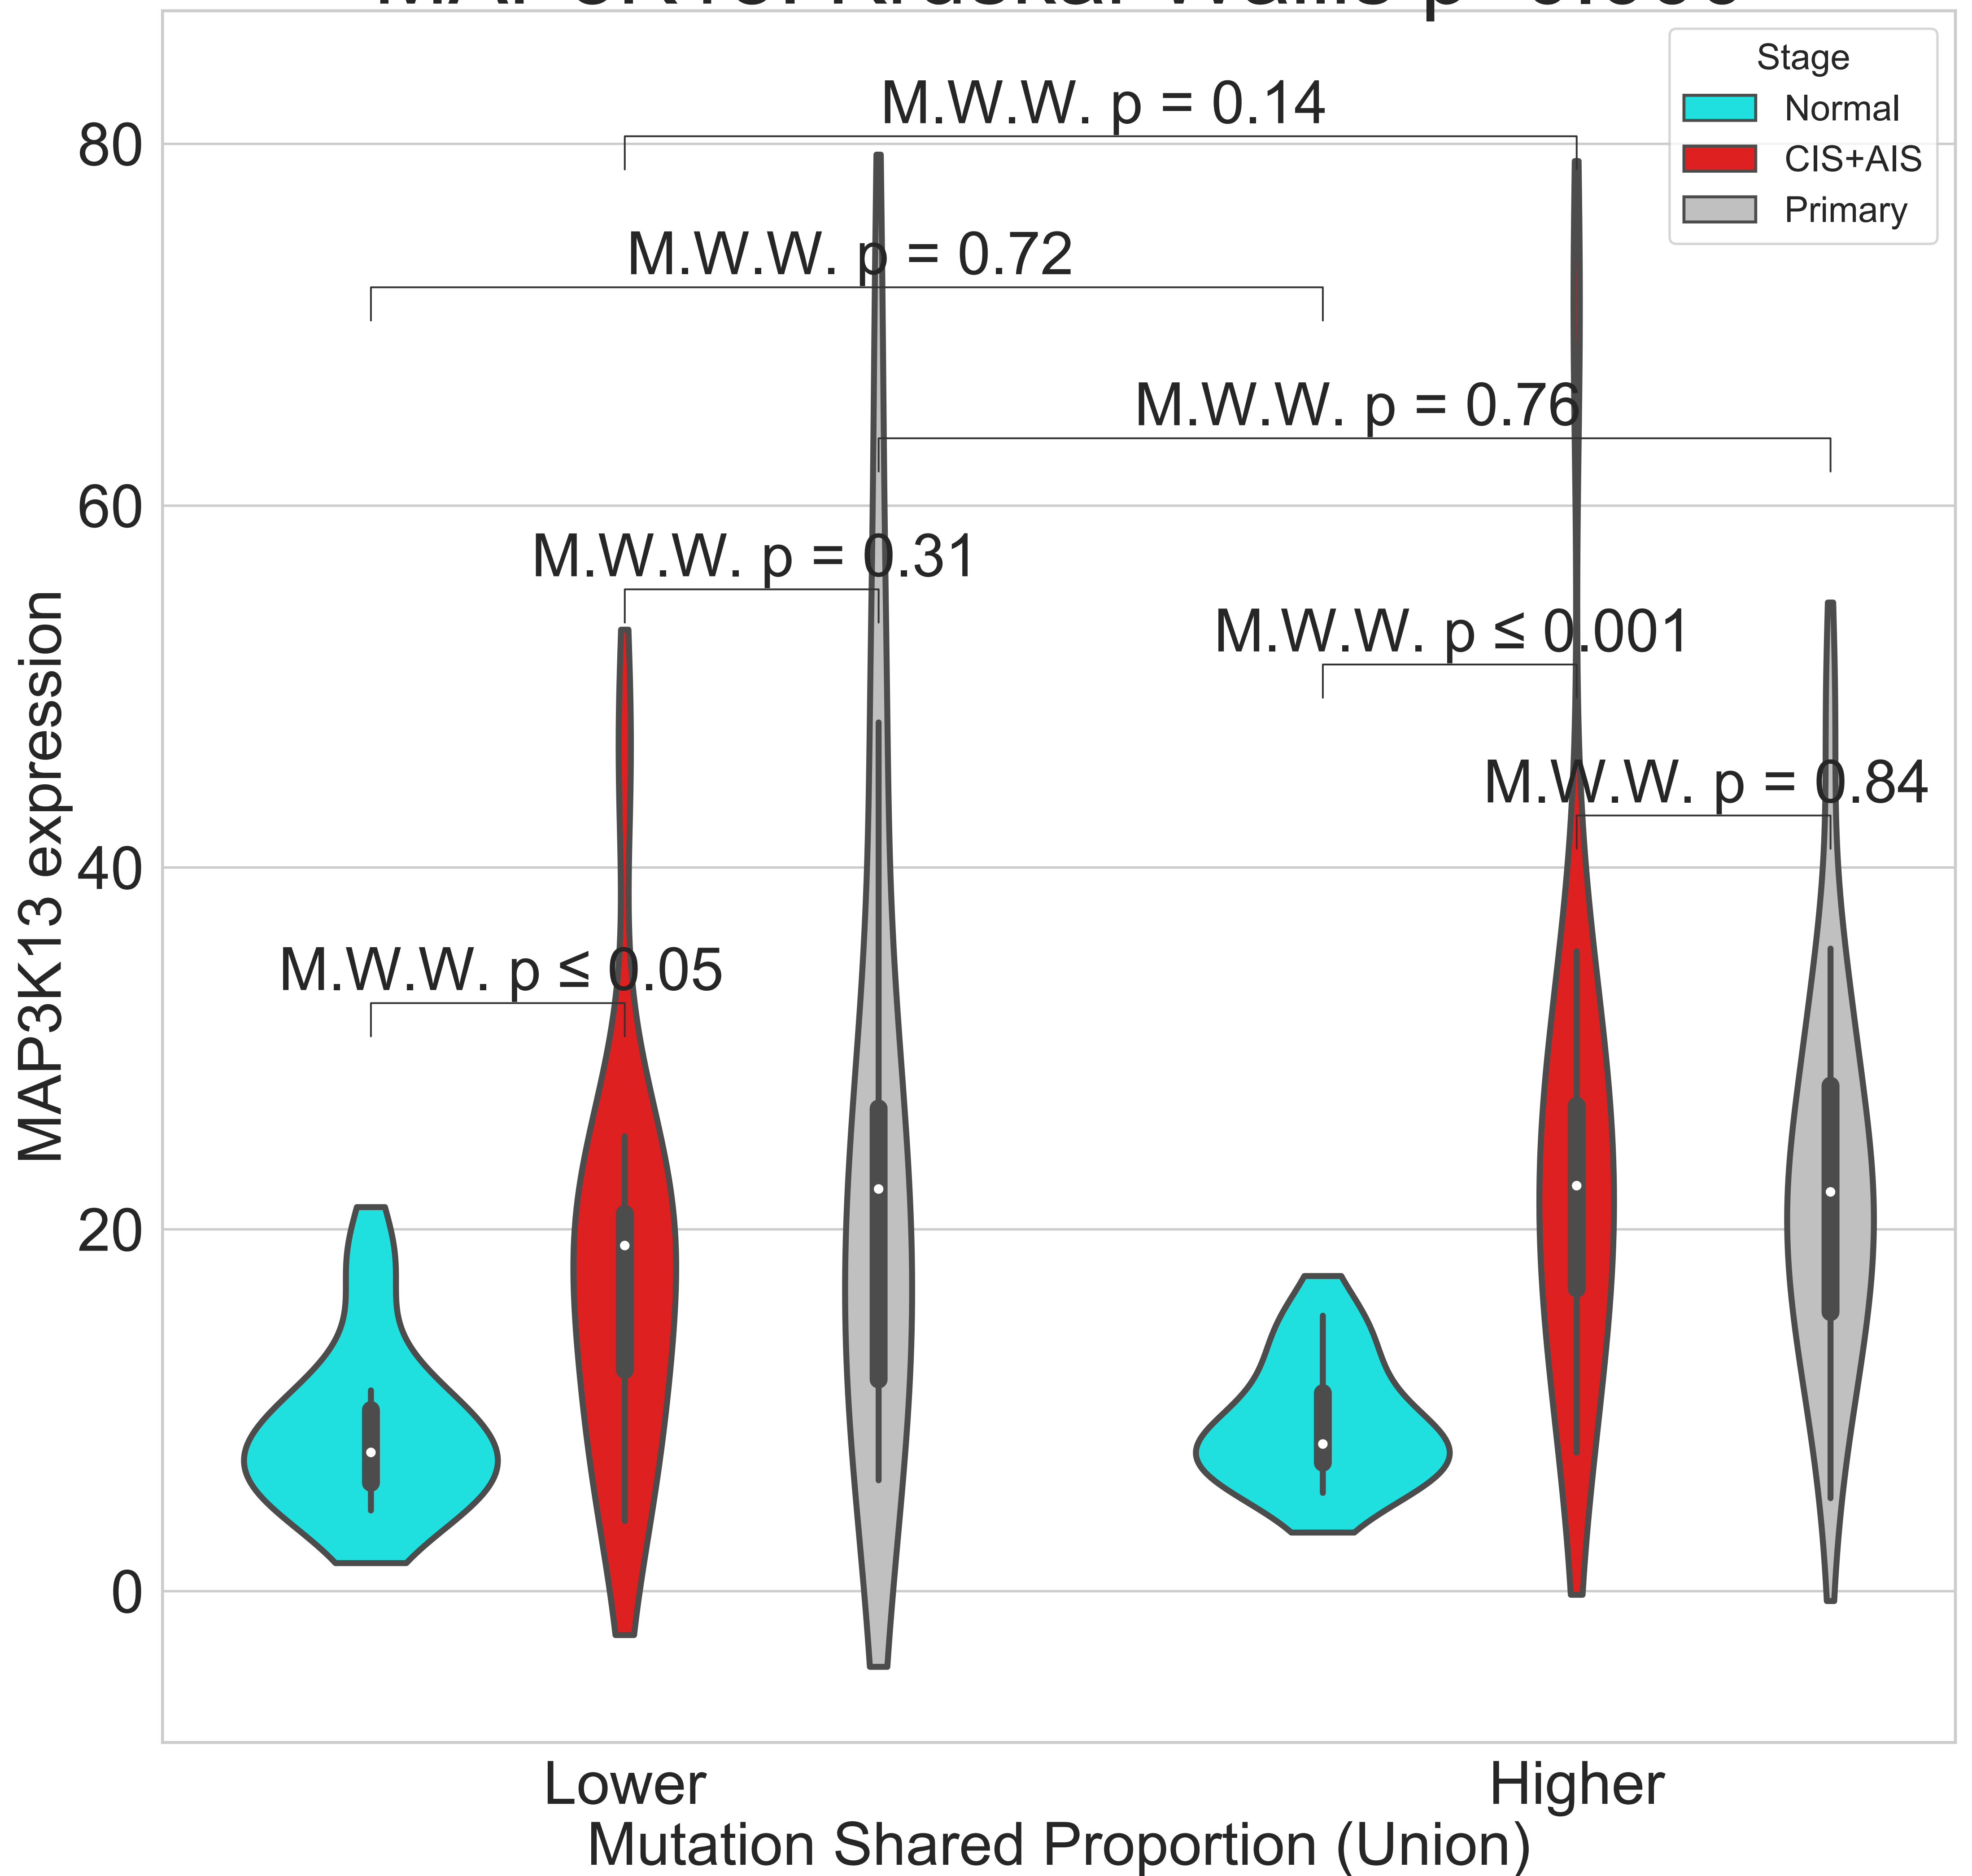 Stage
Normal
CIS+AIS
Primary
M.W.W. p = 0.14
M.W.W. p = 0.72
M.W.W. p = 0.76
M.W.W. p = 0.31
M.W.W. p ≤ 0.001
M.W.W. p = 0.84
M.W.W. p ≤ 0.05
80
60
40
20
0
MAP3K13 expression
Lower
Higher
Mutation Shared Proportion (Union)